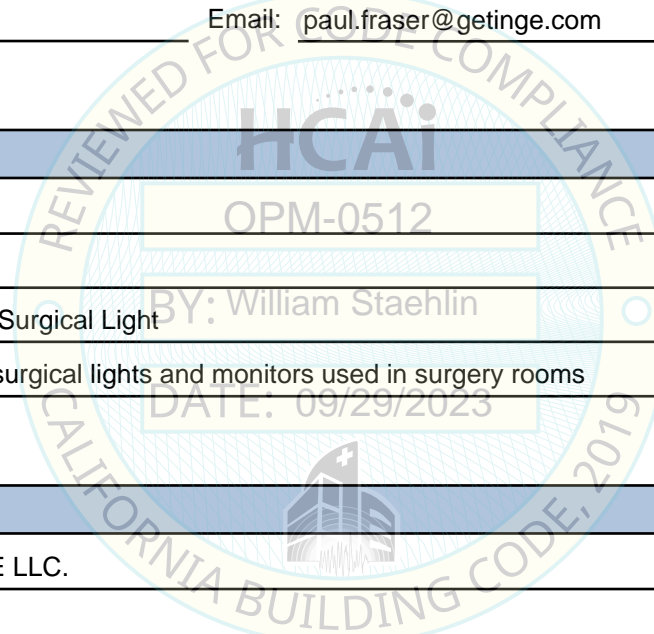 Email: paul.fraser@getinge.com
REVIEWED FOR CODE COMPLIANCE
HCAi
OPM-0512
BY: William Staehlin
Surgical Light
surgical lights and monitors used in surgery rooms
DATE: 09/29/2023
E LLC.
CALIFORNIA BUILDING CODE, 2019